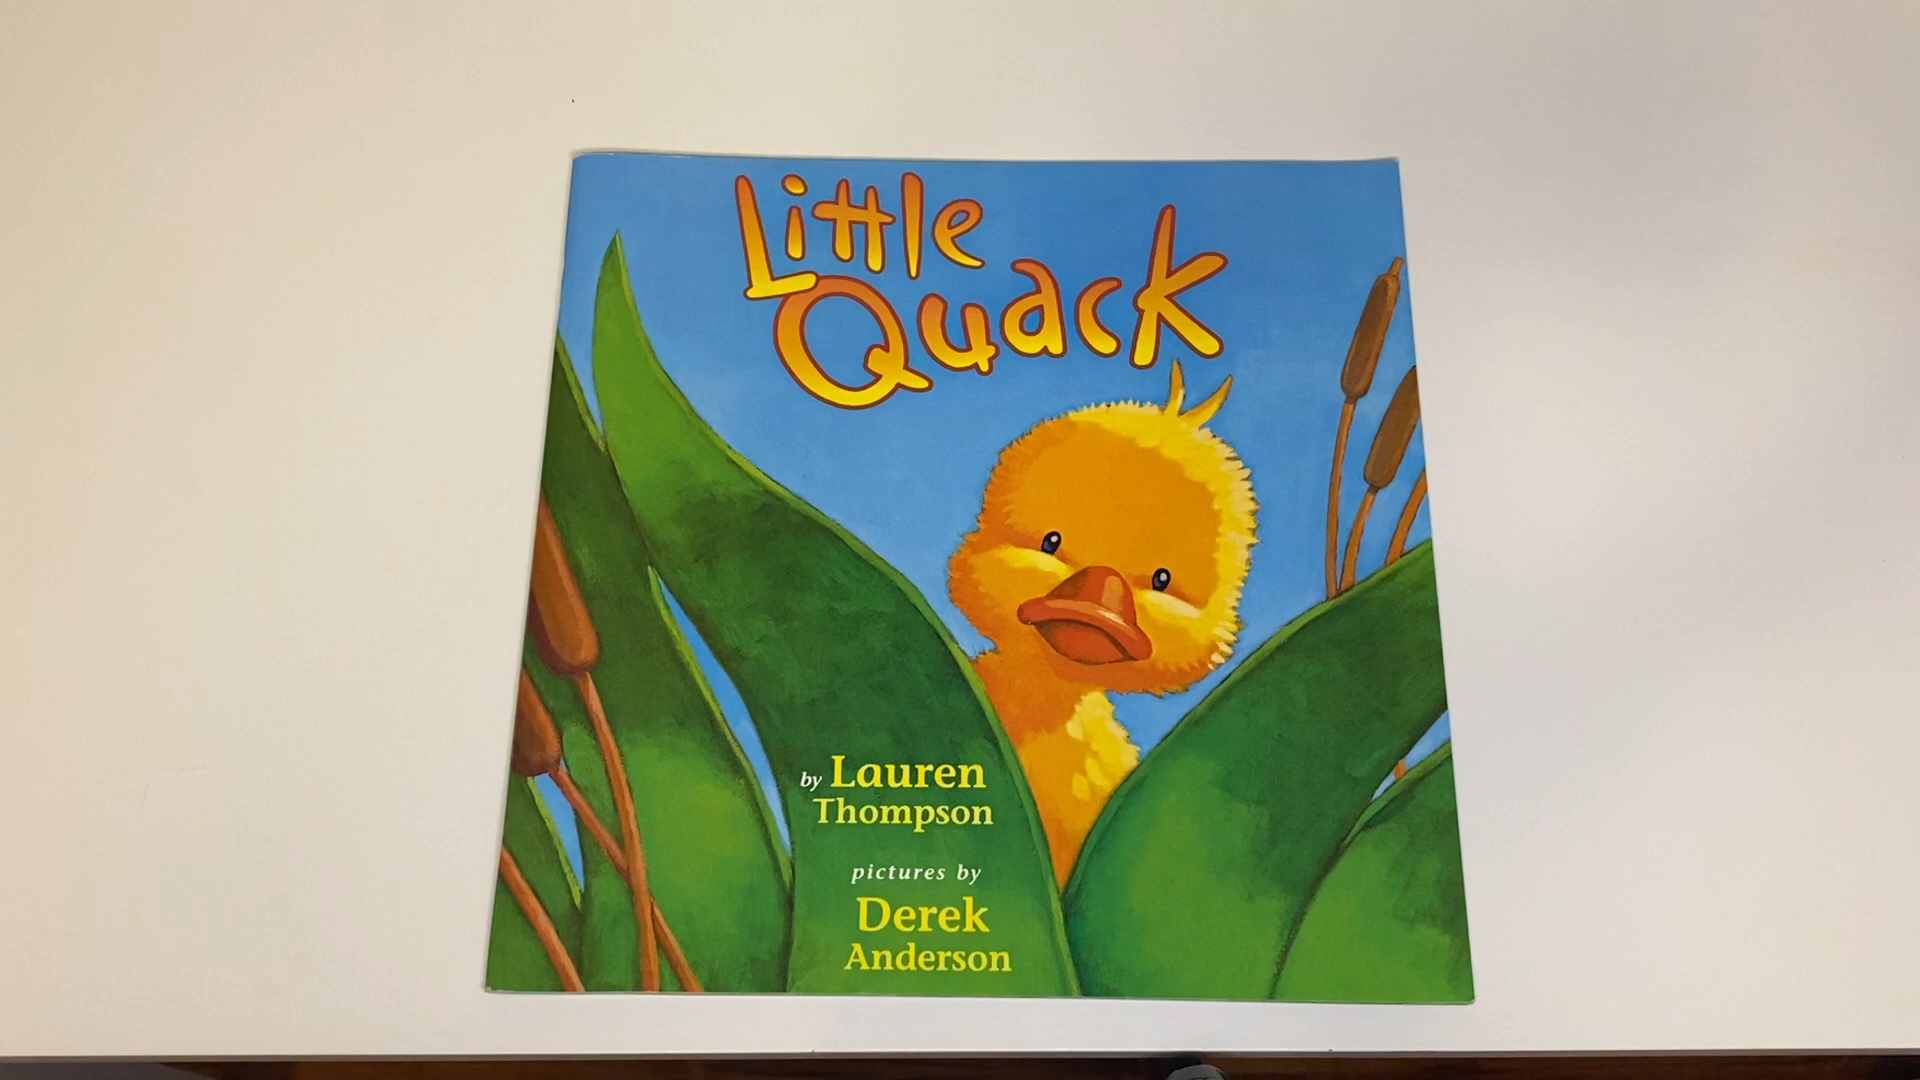 Little
Quack
by Lauren
Thompson
pictures by
Derek
Anderson